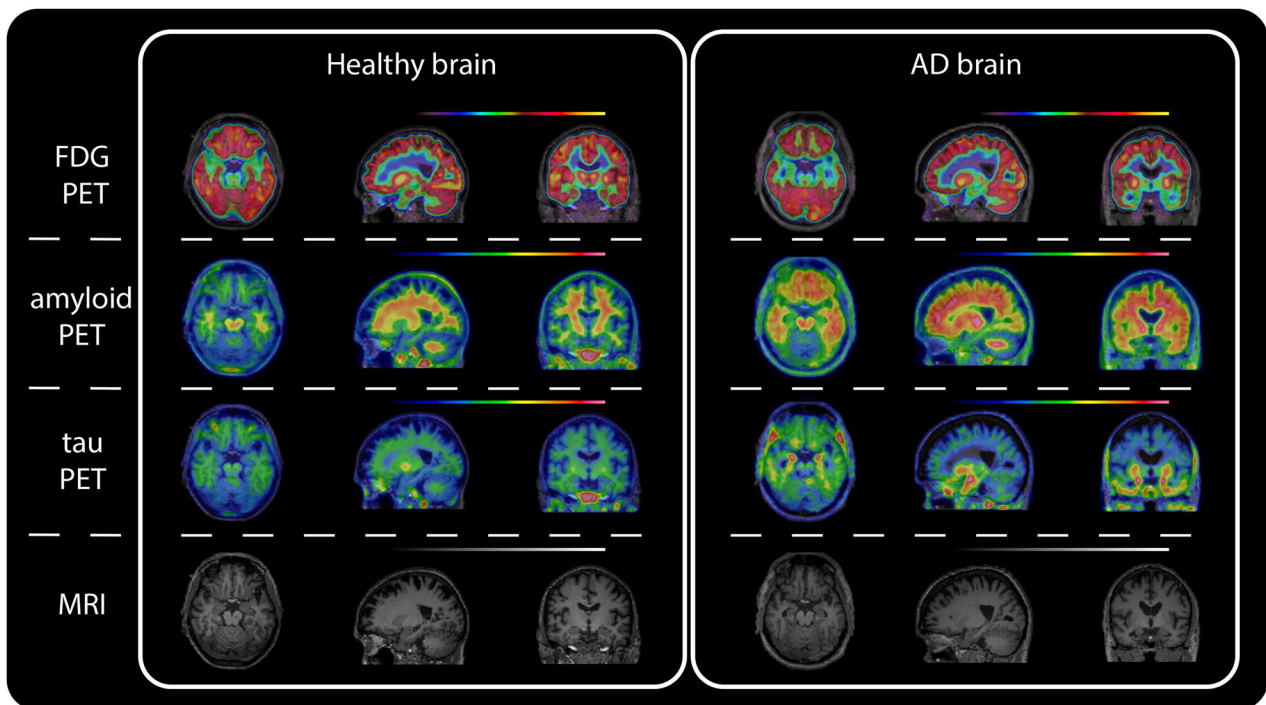 Healthy brain
AD brain
FDG
PET
amyloid
PET
tau
PET
MRI